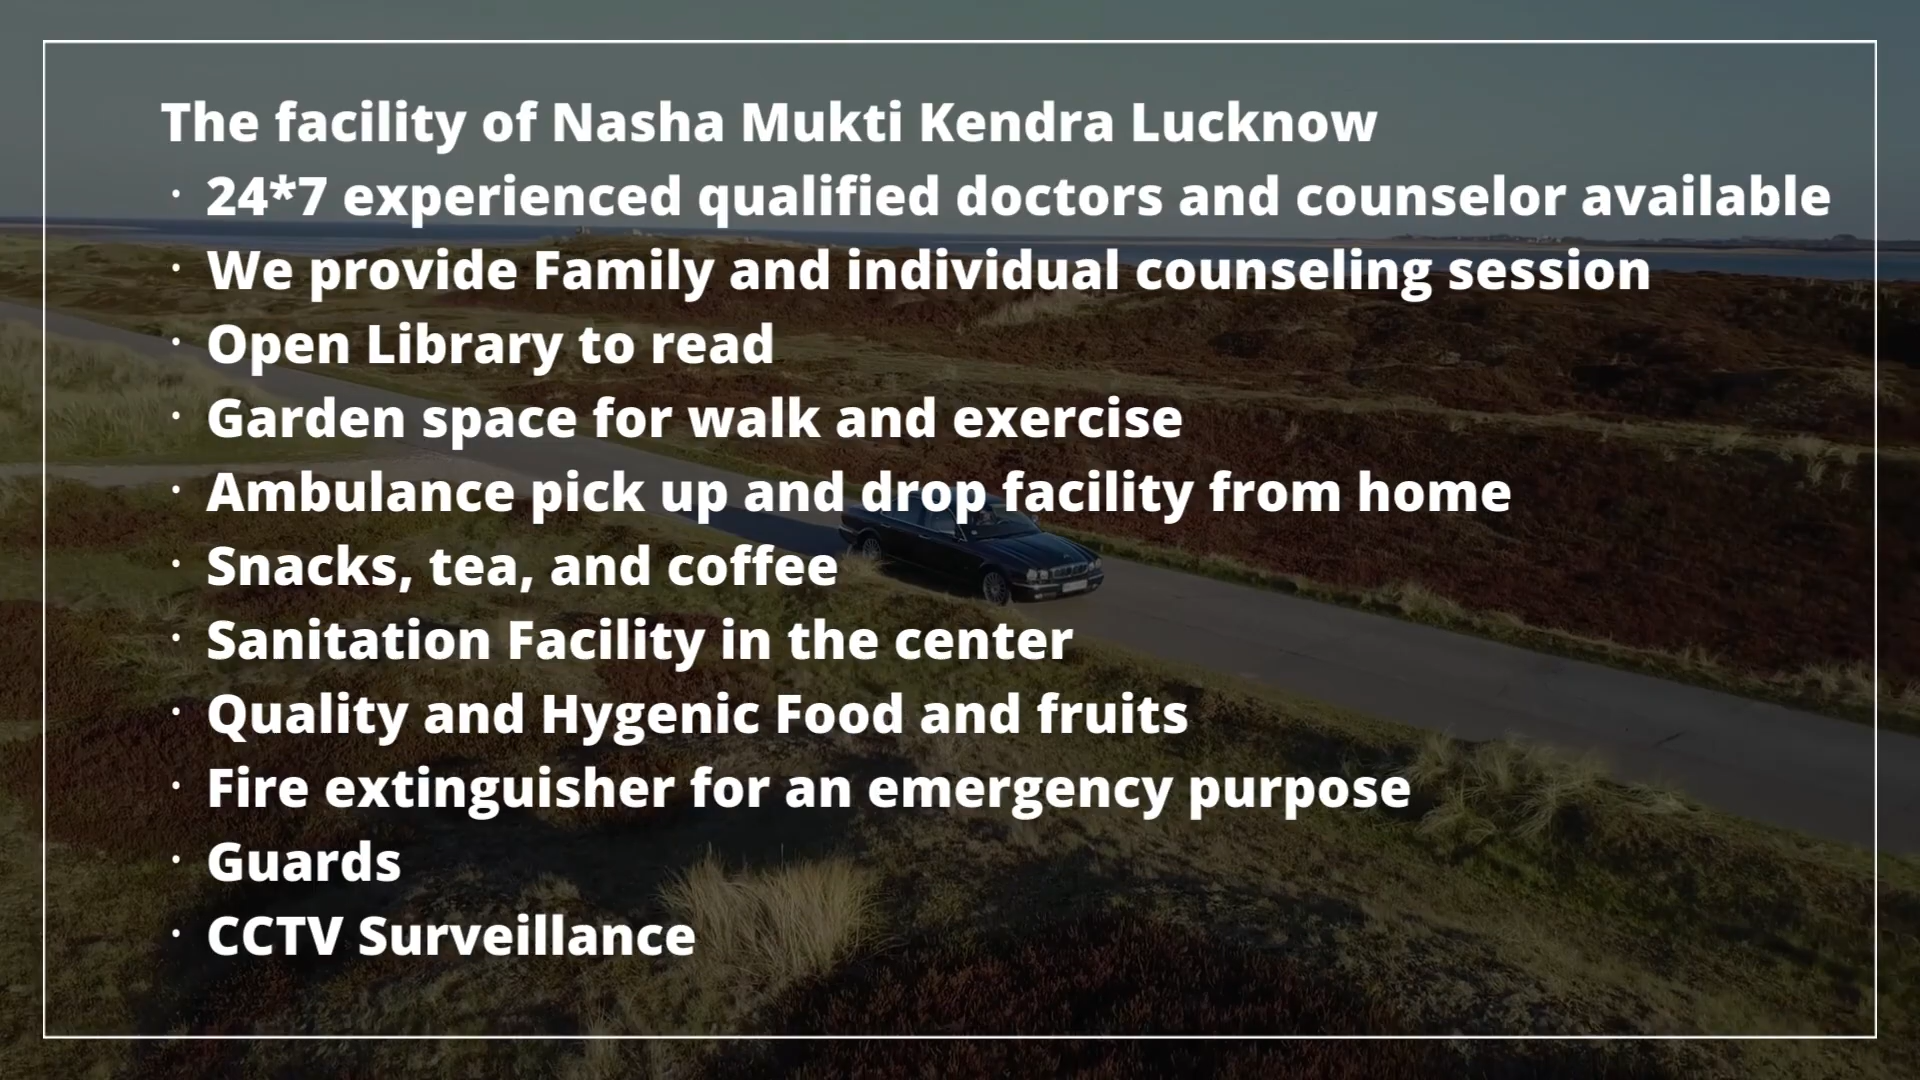 The facility of Nasha Mukti Kendra Lucknow
· 24*7 experienced qualified doctors and counselor available
· We provide Family and individual counseling session
· Open Library to read
· Garden space for walk and exercise
· Ambulance pick up and drop facility from home
· Snacks, tea, and coffee
· Sanitation Facility in the center
· Quality and Hygenic Food and fruits
· Fire extinguisher for an emergency purpose
· Guards
· CCTV Surveillance